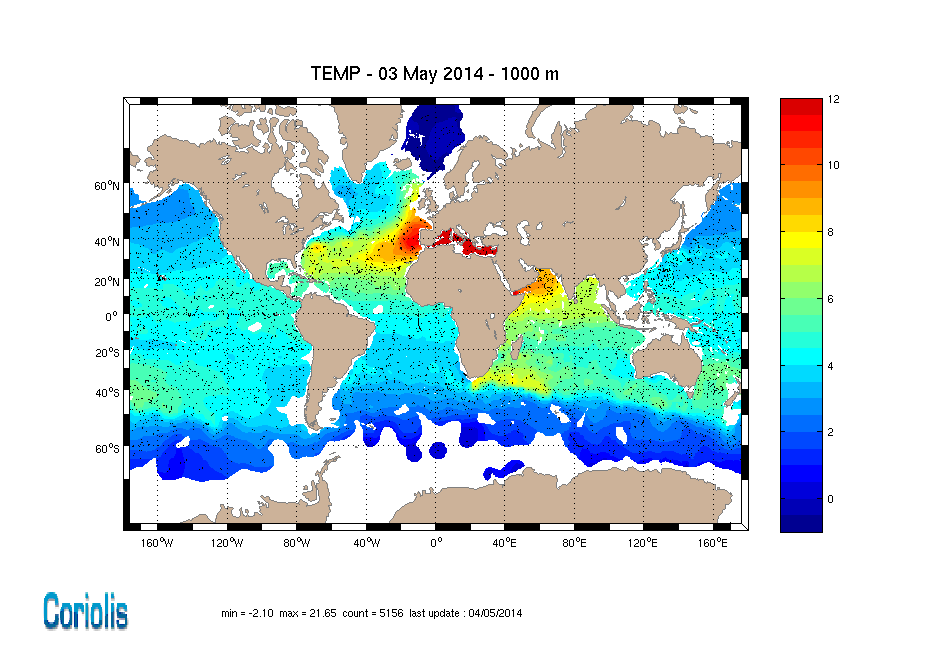 TEMP - 03 May 2014 - 1000 m
12
10
8
6
4
2
0
60°N
40°N
20°N
0°
20°S
40°S
60°S
160°W 120°W 80°W 40°W 0° 40°E 80°E 120°E 160°E
Coriolis
min = -2.10 max = 21.65 count = 5156 last update : 04/05/2014